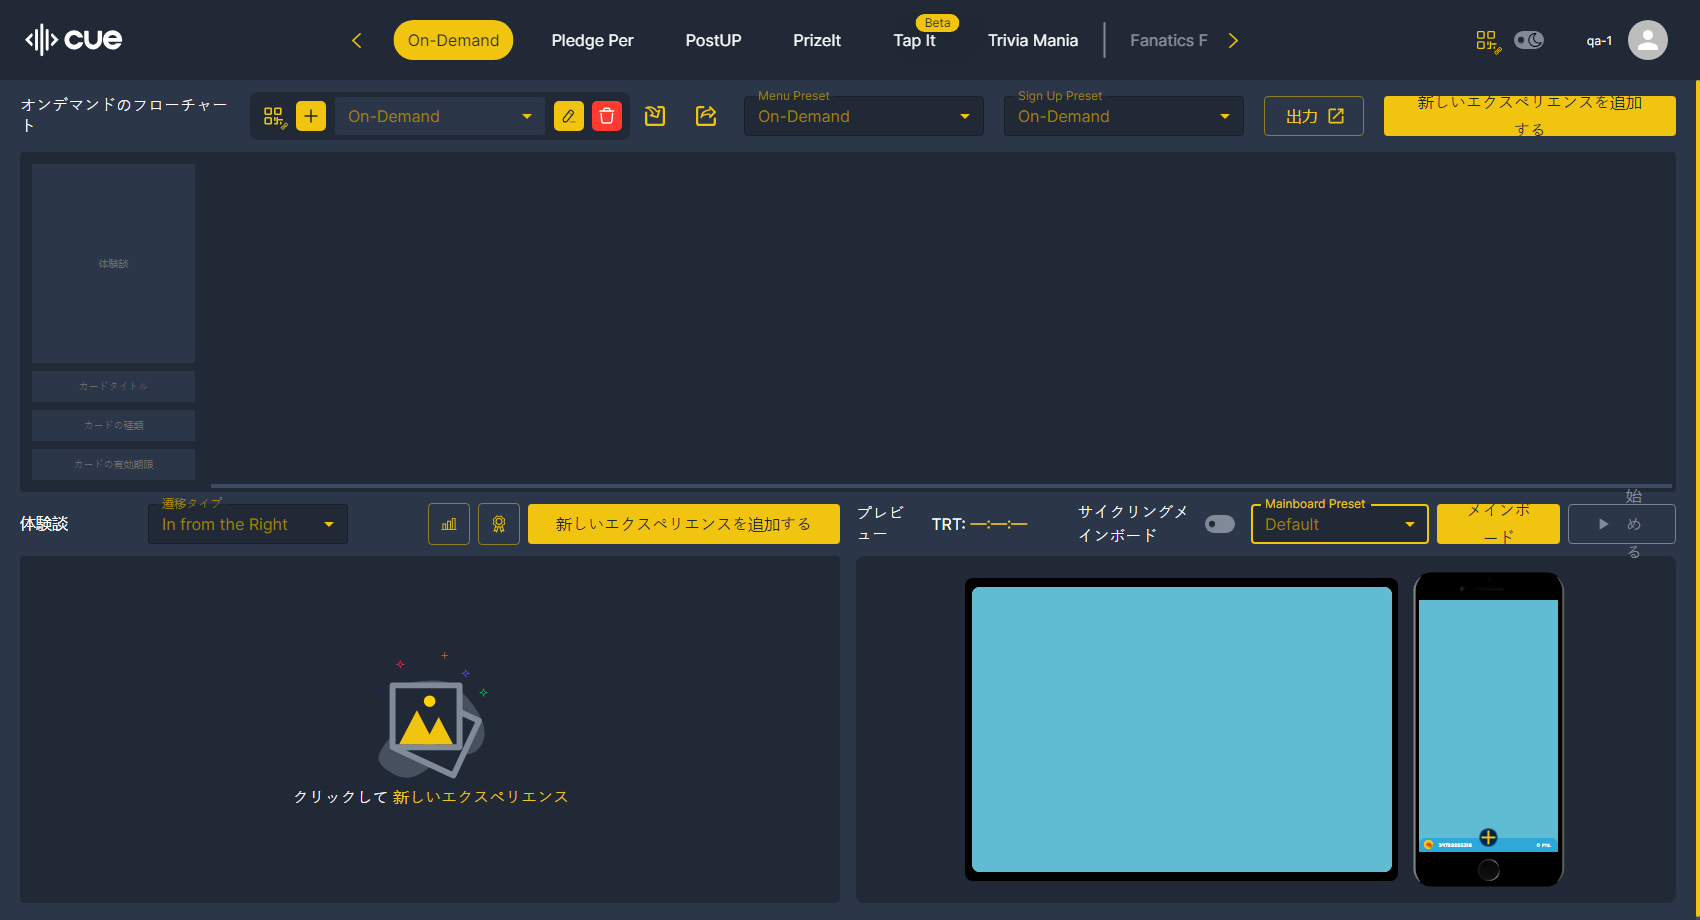 cue
On-Demand
Pledge Per
PostUP
PrizeIt
Beta
Tap It
Trivia Mania
Fanatics F
qa-1
オンデマンドのフローチャー
ト
On-Demand
Menu Preset
On-Demand
Sign Up Preset
On-Demand
出力
新しいエクスペリエンスを追加
する
体験談
カードタイトル
カードの種類
カードの有効期限
体験談
遷移タイプ
In from the Right
新しいエクスペリエンスを追加する
プレビ
ュー
TRT: —:—:—
サイクリングメ
インボード
Mainboard Preset
Default
メインボ
ード
始
め
る
クリックして 新しいエクスペリエンス
0 PTS.